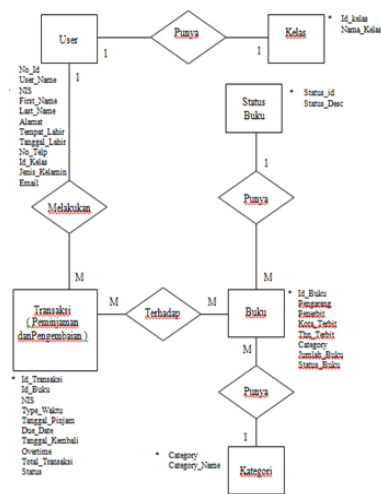 User
Punya
Kelas
* Id_kelas
Nama_Kelas
1
1
No_Id
User_Name
NIS
First_Name
Last_Name
Alamat
Tempat_Lahir
Tanggal_Lahir
No_Telp
Id_Kelas
Jenis_Kelamin
Email
1
Status
Buku
* Status_id
Status_Desc
1
Punya
Melakukan
M
M
Transaksi
( Peminjaman
danPengembaian )
M
Terhadap
M
Buku
* Id_Buku
Pengarang
Penerbit
Kota_Terbit
Thn_Terbit
Category
Jumlah_Buku
Status_Buku
M
Punya
* Id_Transaksi
Id_Buku
NIS
Type_Waktu
Tanggal_Pinjam
Due_Date
Tanggal_Kembali
Overtime
Total_Transaksi
Status
1
* Category
Category_Name
Kategori